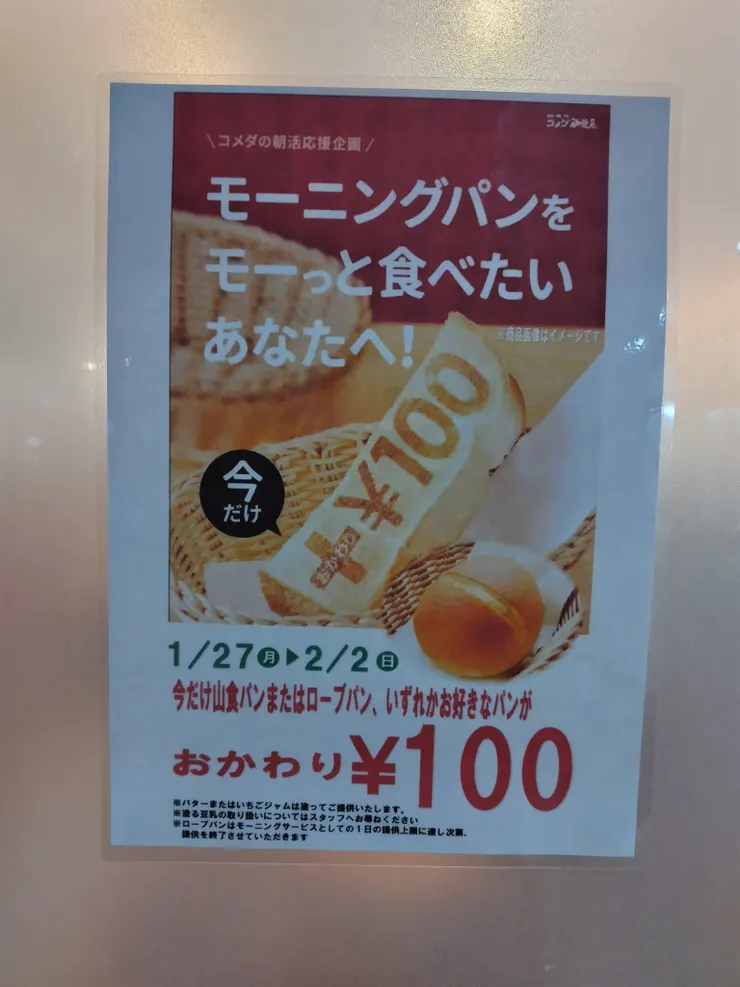 コメダ珈琲店
\コメダの朝活応援企画/
モーニングパンを
モーっと食べたい
あなたへ!
※商品画像はイメージです
+¥100
おかわり
今
だけ
1/27月▶2/2日
今だけ山食パンまたはローブパン、いずれかお好きなパンが
おかわり¥100
※バターまたはいちごジャムは塗ってご提供いたします。
※塗る豆乳の取り扱いについてはスタッフへお尋ねください
※ローブパンはモーニングサービスとしての1日の提供上限に達し次第、
提供を終了させていただきます